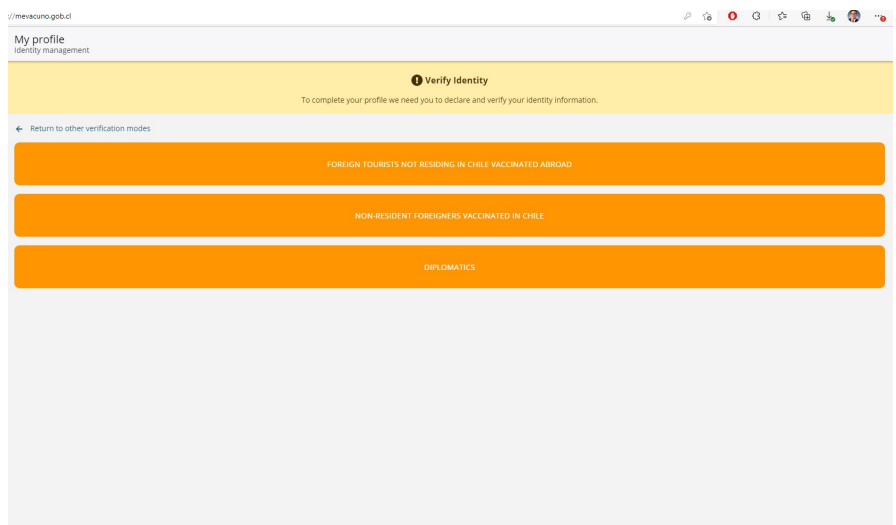 ://mevacuno.gob.cl
My profile
Identity management
Verify Identity
To complete your profile we need you to declare and verify your identity information.
Return to other verification modes
FOREIGN TOURISTS NOT RESIDING IN CHILE VACCINATED ABROAD
NON-RESIDENT FOREIGNERS VACCINATED IN CHILE
DIPLOMATICS